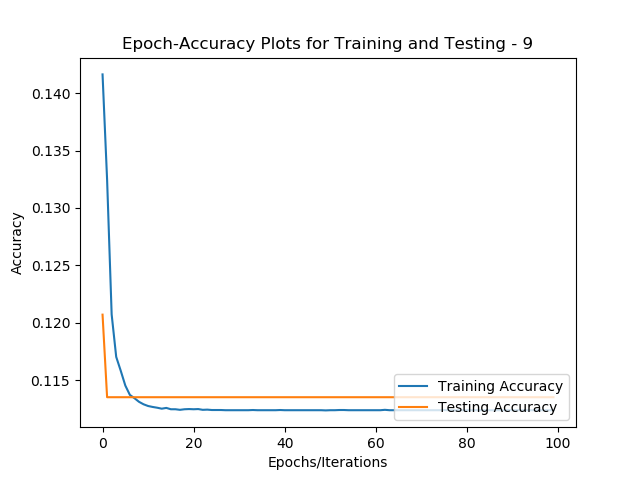 Epoch-Accuracy Plots for Training and Testing - 9
0.140
0.135
0.130
0.125
0.120
0.115
Accuracy
Training Accuracy
Testing Accuracy
0 20 40 60 80 100
Epochs/Iterations